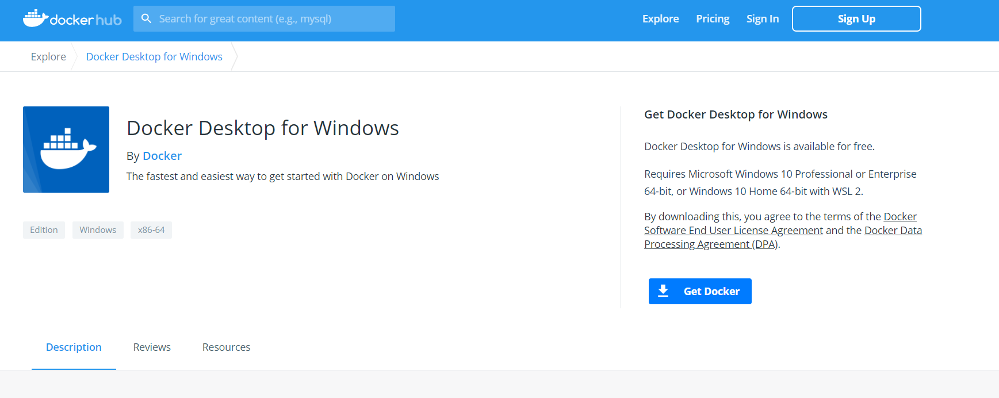 dockerhub
Search for great content (e.g., mysql)
Explore
Pricing
Sign In
Sign Up
Explore
Docker Desktop for Windows
Docker Desktop for Windows
By Docker
The fastest and easiest way to get started with Docker on Windows
Edition
Windows
x86-64
Get Docker Desktop for Windows
Docker Desktop for Windows is available for free.
Requires Microsoft Windows 10 Professional or Enterprise
64-bit, or Windows 10 Home 64-bit with WSL 2.
By downloading this, you agree to the terms of the Docker
Software End User License Agreement and the Docker Data
Processing Agreement (DPA).
Get Docker
Description
Reviews
Resources